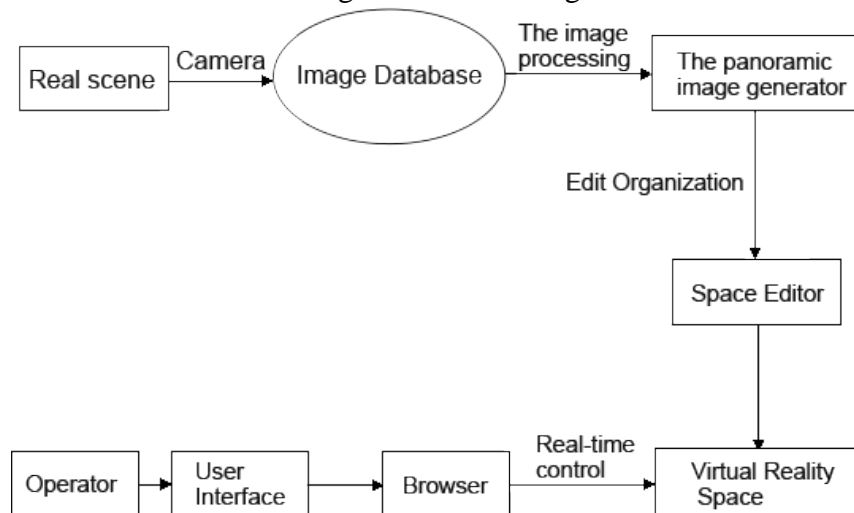 Camera
Real scene
Image Database
The image
processing
The panoramic
image generator
Edit Organization
Space Editor
Operator
User
Interface
Browser
Real-time
control
Virtual Reality
Space